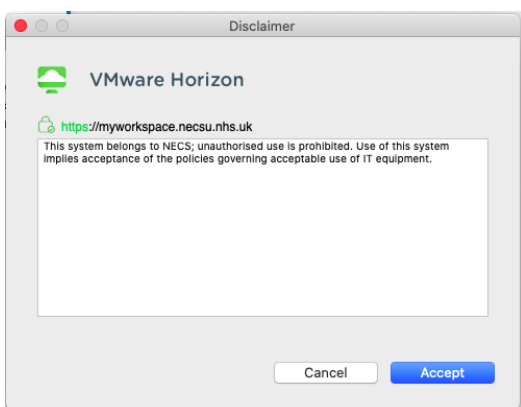 Disclaimer
VMware Horizon
https://myworkspace.necsu.nhs.uk
This system belongs to NECS; unauthorised use is prohibited. Use of this system
implies acceptance of the policies governing acceptable use of IT equipment.
Cancel
Accept